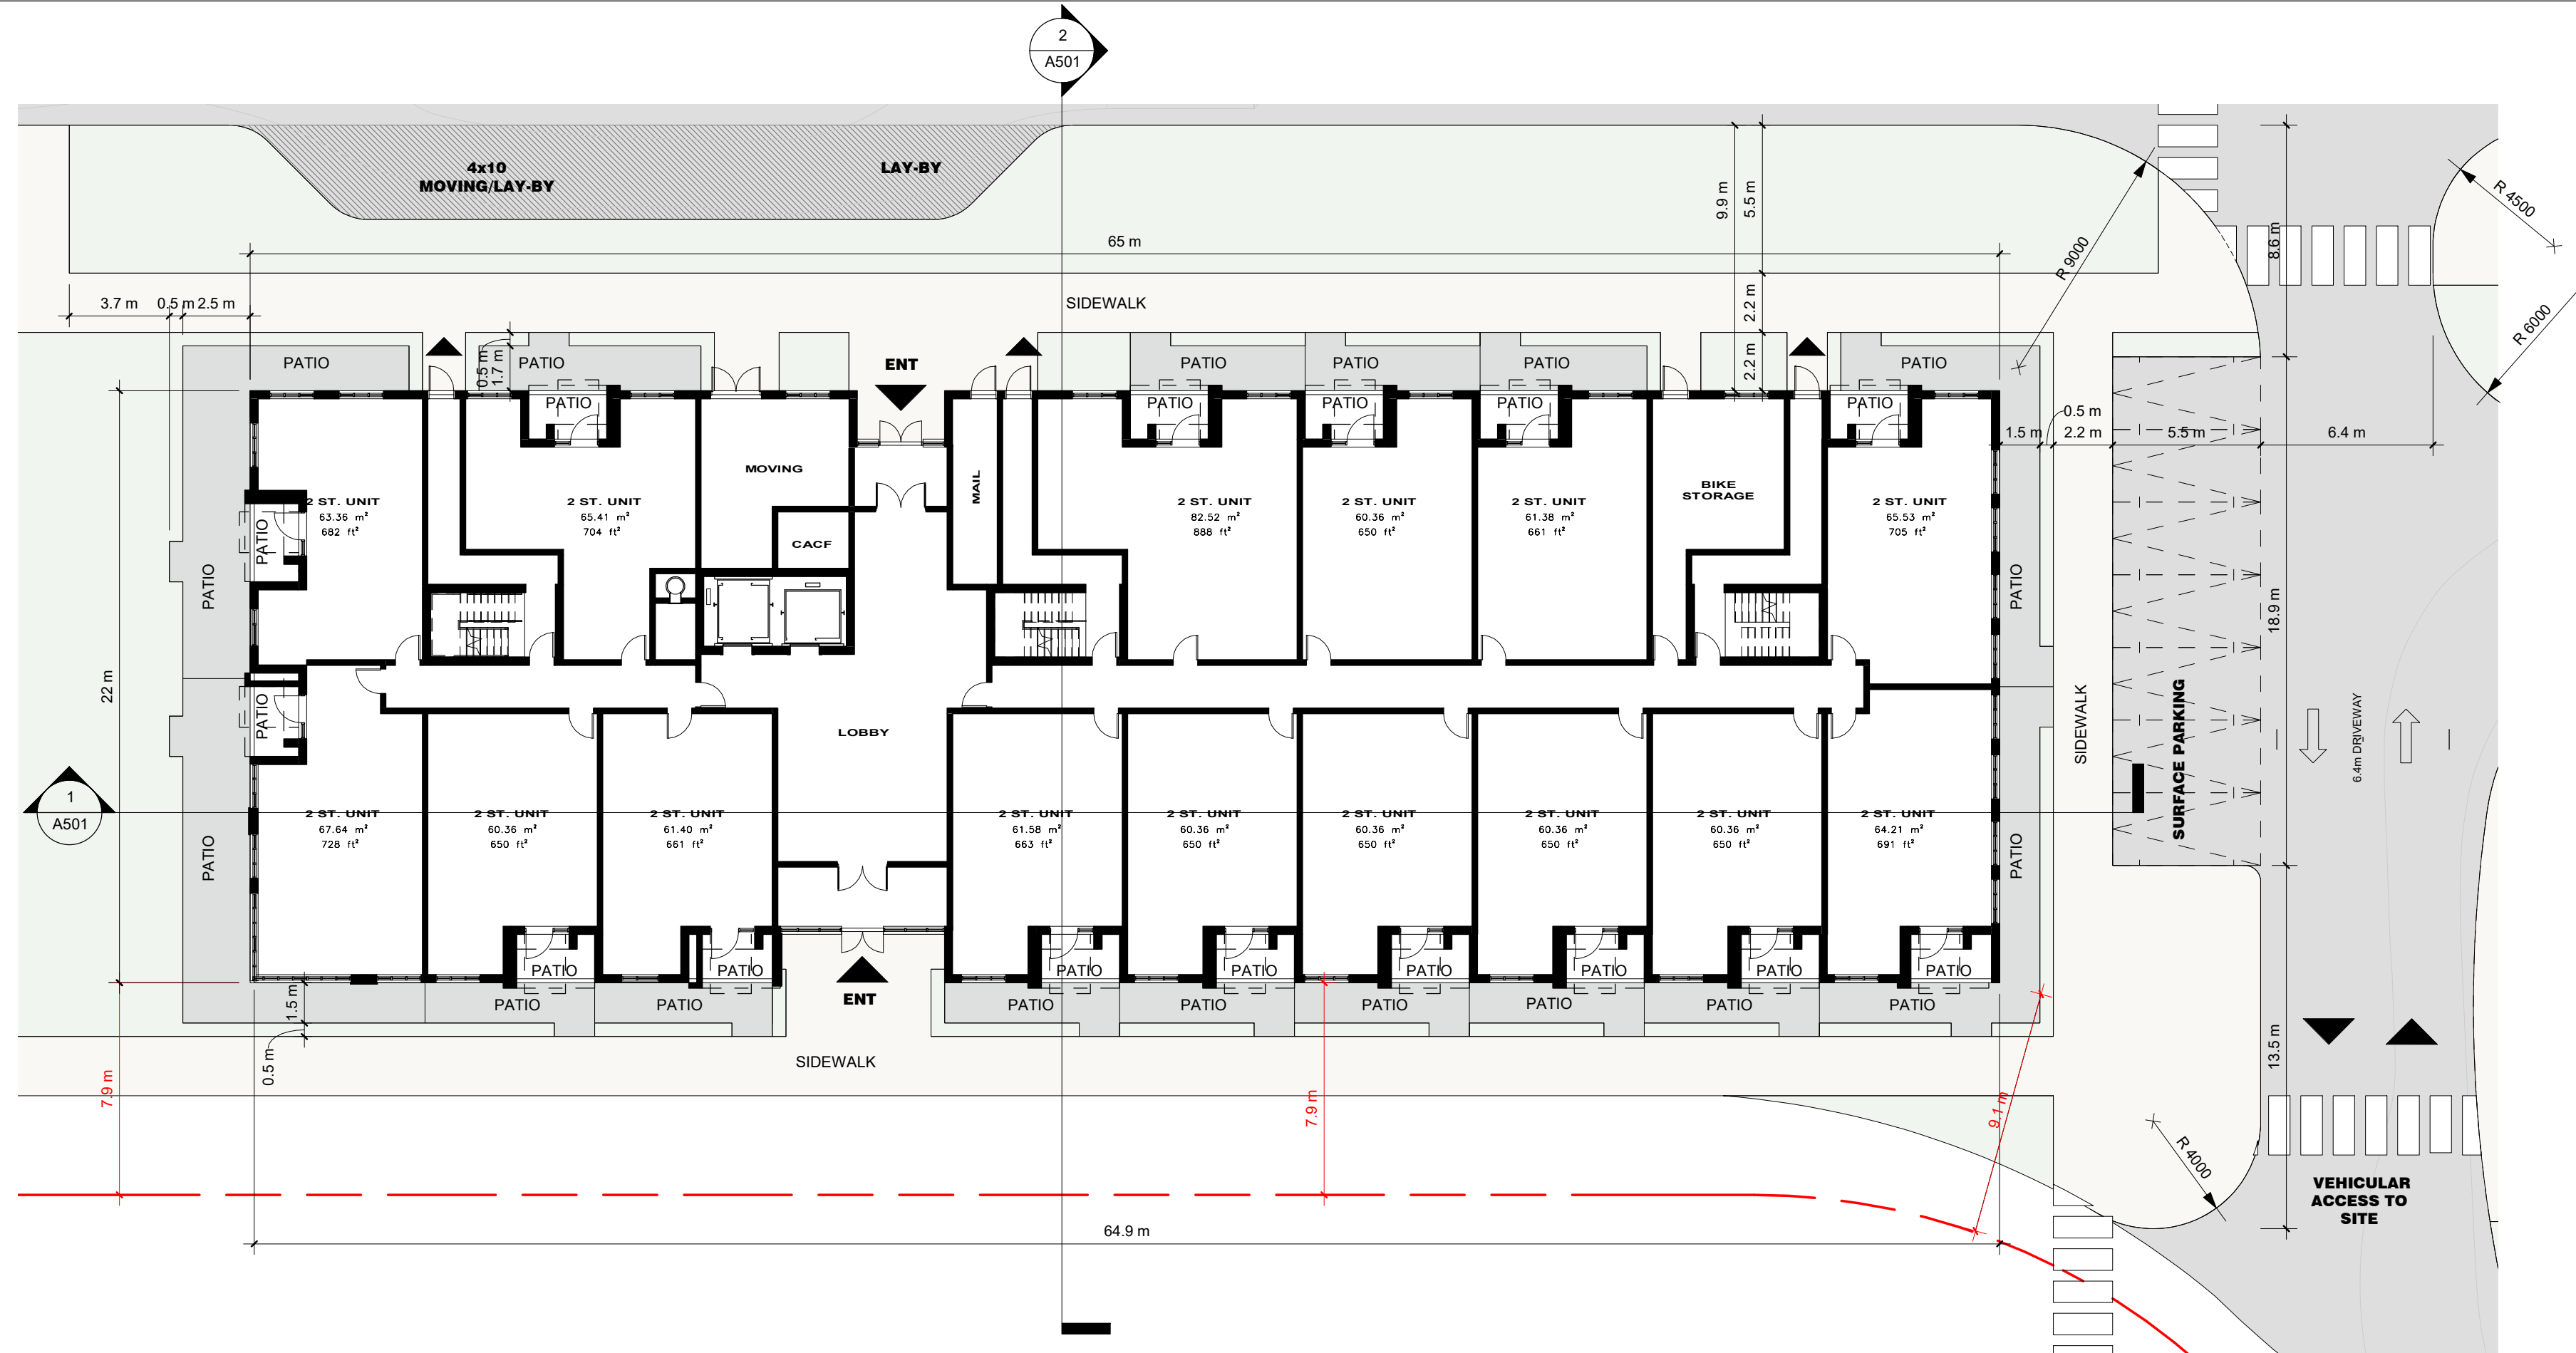 2
A501
4x10
MOVING/LAY-BY
LAY-BY
65 m
9.9 m
5.5 m
R 9000
8.6 m
R 4500
R 6000
3.7 m
0.5 m
2.5 m
SIDEWALK
2.2 m
2.2 m
PATIO
0.5 m
1.7 m
PATIO
ENT
PATIO
PATIO
PATIO
PATIO
PATIO
PATIO
PATIO
PATIO
PATIO
0.5 m
1.5 m
2.2 m
5.5 m
6.4 m
MOVING
MAIL
BIKE
STORAGE
2 ST. UNIT
63.36 m²
682 ft²
2 ST. UNIT
65.41 m²
704 ft²
2 ST. UNIT
82.52 m²
888 ft²
2 ST. UNIT
60.36 m²
650 ft²
2 ST. UNIT
61.38 m²
661 ft²
2 ST. UNIT
65.53 m²
705 ft²
CACF
PATIO
PATIO
PATIO
18.9 m
22 m
PATIO
LOBBY
SIDEWALK
SURFACE PARKING
6.4m DRIVEWAY
1
A501
2 ST. UNIT
67.64 m²
728 ft²
2 ST. UNIT
60.36 m²
650 ft²
2 ST. UNIT
61.40 m²
661 ft²
2 ST. UNIT
61.58 m²
663 ft²
2 ST. UNIT
60.36 m²
650 ft²
2 ST. UNIT
60.36 m²
650 ft²
2 ST. UNIT
60.36 m²
650 ft²
2 ST. UNIT
60.36 m²
650 ft²
2 ST. UNIT
64.21 m²
691 ft²
PATIO
PATIO
PATIO
PATIO
PATIO
PATIO
PATIO
PATIO
PATIO
PATIO
1.5 m
PATIO
PATIO
ENT
PATIO
PATIO
PATIO
PATIO
PATIO
PATIO
0.5 m
SIDEWALK
13.5 m
7.9 m
7.9 m
9.1 m
R 4000
VEHICULAR
ACCESS TO
SITE
64.9 m